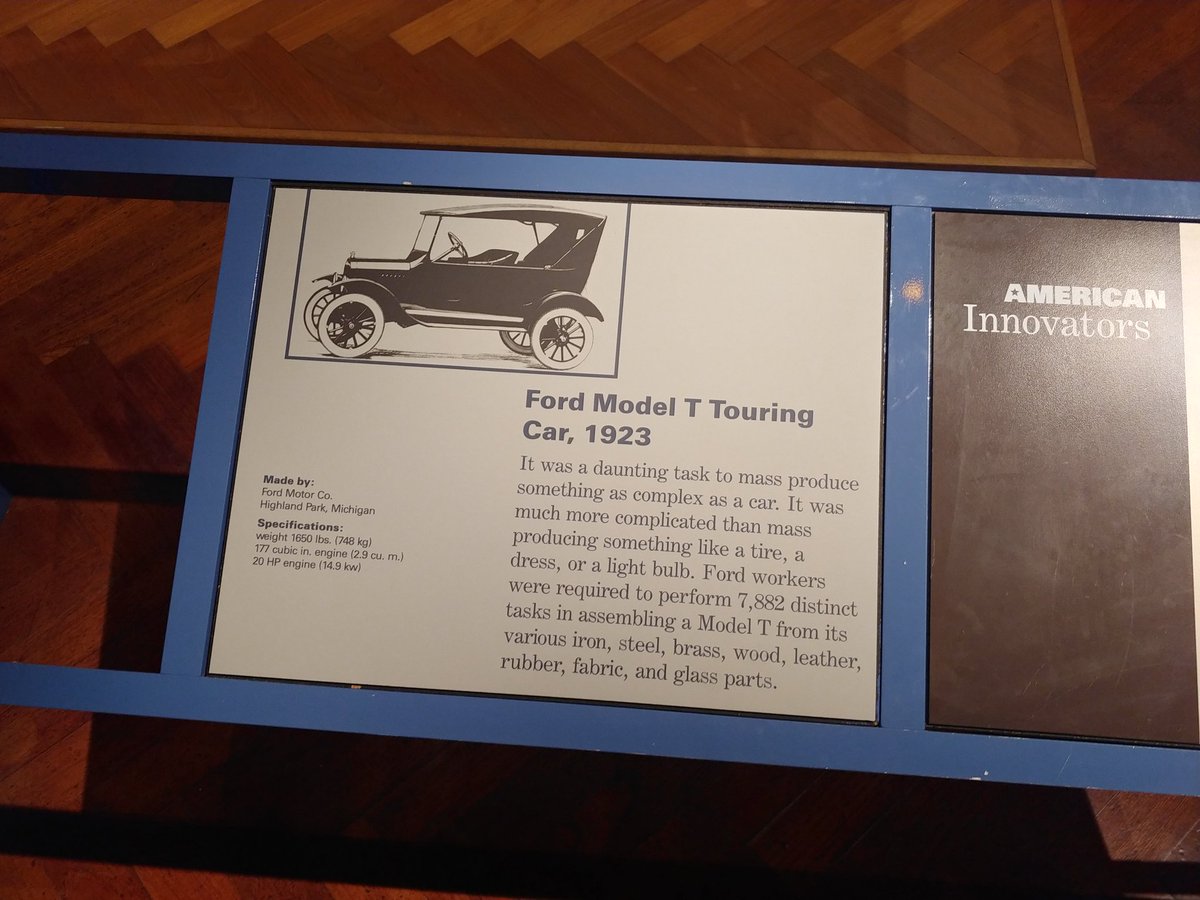 Ford Model T Touring
Car, 1923
It was a daunting task to mass produce
something as complex as a car. It was
much more complicated than mass
producing something like a tire, a
dress, or a light bulb. Ford workers
were required to perform 7,882 distinct
tasks in assembling a Model T from its
various iron, steel, brass, wood, leather,
rubber, fabric, and glass parts.
Made by:
Ford Motor Co.
Highland Park, Michigan
Specifications:
weight 1650 lbs. (748 kg)
177 cubic in. engine (2.9 cu. m.)
20 HP engine (14.9 kw)
AMERICAN
Innovators